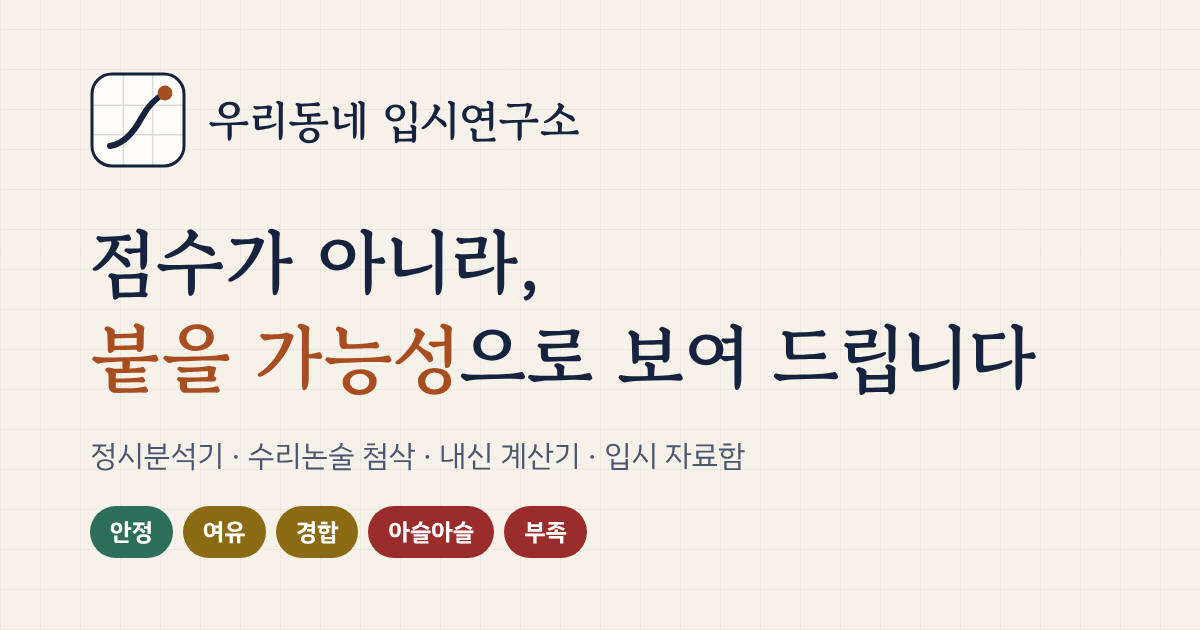 우리동네 입시연구소
점수가 아니라,
붙을 가능성으로 보여 드립니다
정시분석기 · 수리논술 첨삭 · 내신 계산기 · 입시 자료함
안정 여유 경합 아슬아슬 부족